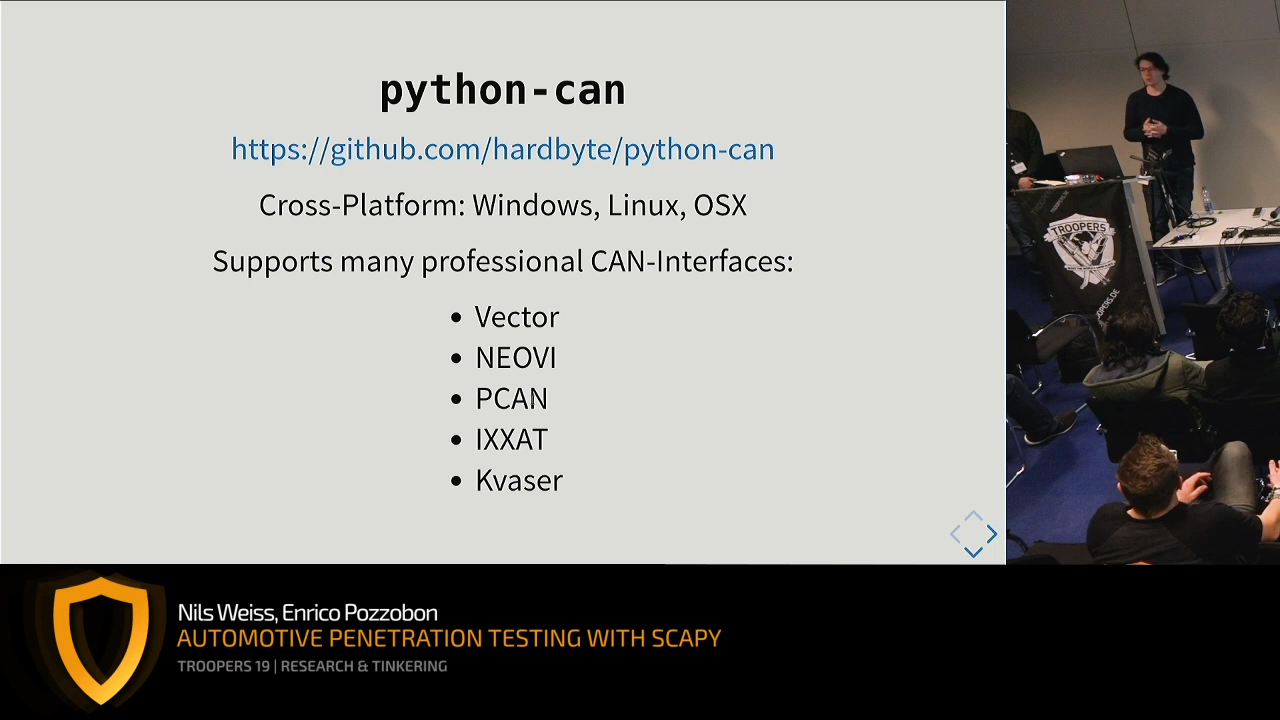 python-can
https://github.com/hardbyte/python-can
Cross-Platform: Windows, Linux, OSX
Supports many professional CAN-Interfaces:
• Vector
• NEOVI
• PCAN
• IXXAT
• Kvaser
TROOPERS
Nils Weiss, Enrico Pozzobon
AUTOMOTIVE PENETRATION TESTING WITH SCAPY
TROOPERS 19 | RESEARCH & TINKERING